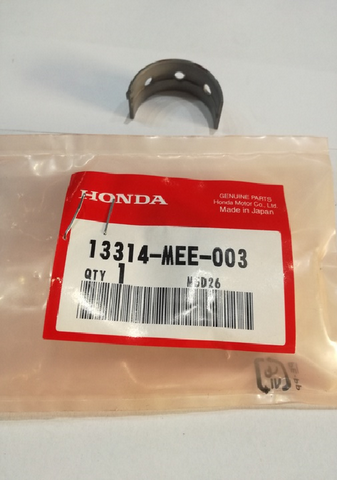 HONDA
GENUINE PARTS
Honda Motor Co., Ltd.
Made in Japan
13314-MEE-003
QTY 1